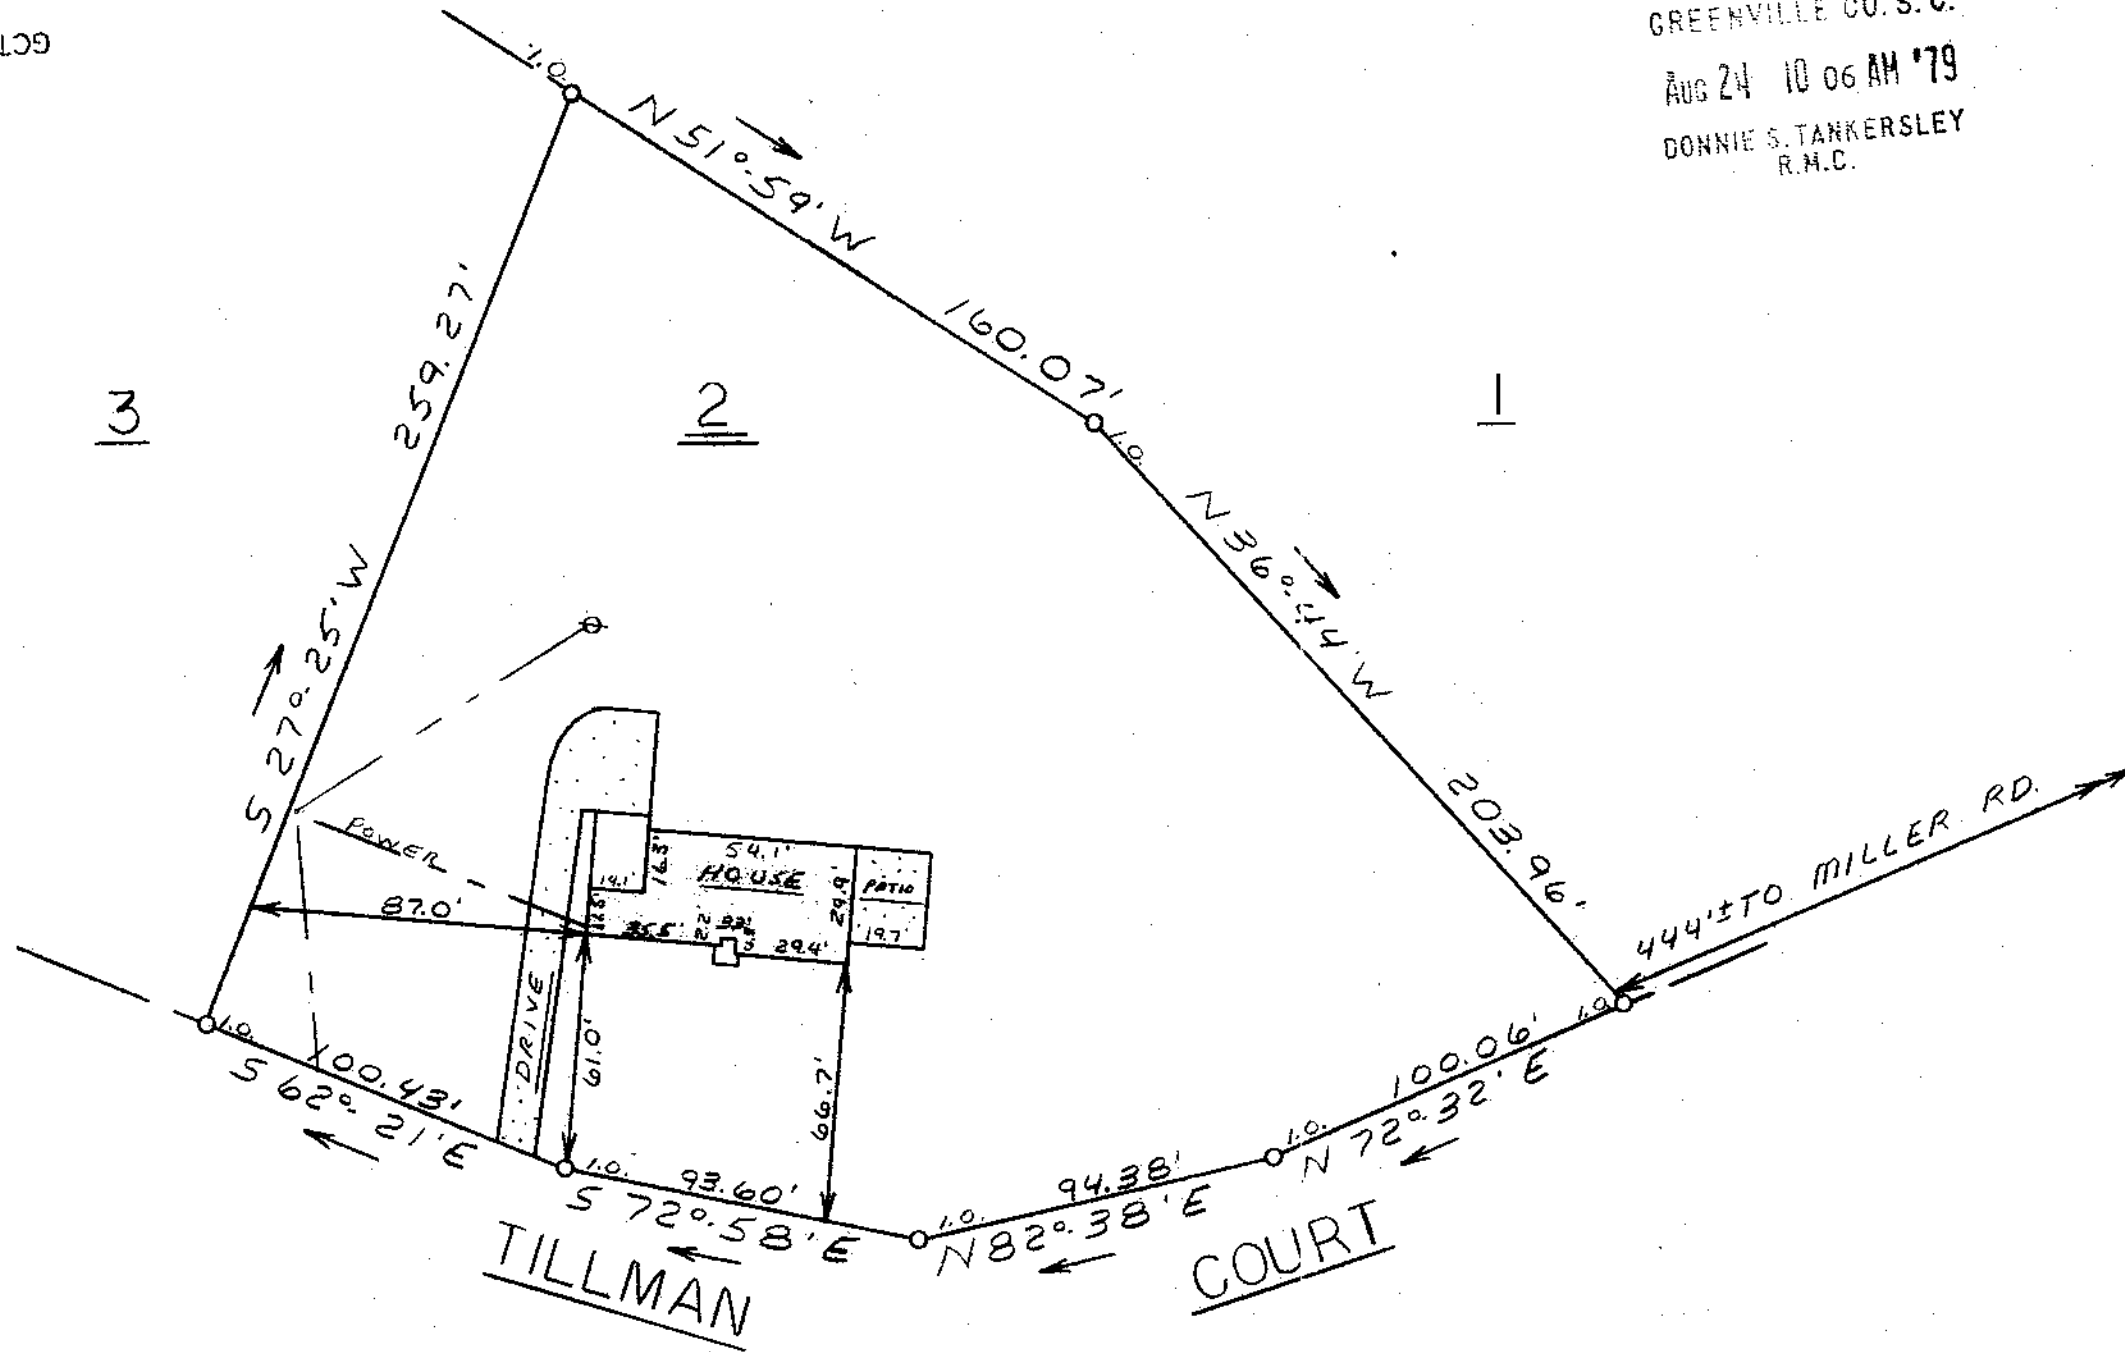 GCT
GREENVILLE CO. S. C.
AUG 24 10 06 AM '79
DONNIE S. TANKERSLEY
R.M.C.
I.O.
N 51°-59' W
160.07'
I.O.
259.27'
S 27°-25' W
3
2
1
N 36°-44' W
203.96'
444'± TO MILLER RD.
POWER
87.0'
14.1'
16.3'
54.1'
HOUSE
29.9'
PATIO
19.7'
29.4'
DRIVE
61.0'
66.7'
I.O.
100.43'
S 62°-21' E
I.O.
93.60'
S 72°-58' E
I.O.
94.38'
N 82°-38' E
I.O.
100.06'
N 72°-32' E
I.O.
TILLMAN COURT